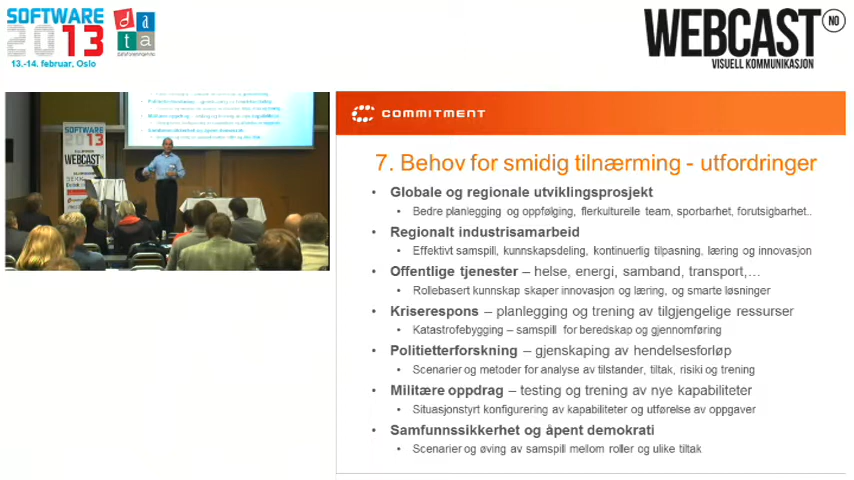 SOFTWARE
2013
data
13.-14. februar, Oslo
WEBCAST NO
VISUELL KOMMUNIKASJON
SOFTWARE
2013
WEBCAST
COMMITMENT
7. Behov for smidig tilnærming - utfordringer
• Globale og regionale utviklingsprosjekt
• Bedre planlegging og oppfølging, flerkulturelle team, sporbarhet, forutsigbarhet..
• Regionalt industrisamarbeid
• Effektivt samspill, kunnskapsdeling, kontinuerlig tilpasning, læring og innovasjon
• Offentlige tjenester – helse, energi, samband, transport,…
• Rollebasert kunnskap skaper innovasjon og læring, og smarte løsninger
• Kriserespons – planlegging og trening av tilgjengelige ressurser
• Katastrofebygging – samspill for beredskap og gjennomføring
• Politietterforskning – gjenskaping av hendelsesforløp
• Scenarier og metoder for analyse av tilstander, tiltak, risiki og trening
• Militære oppdrag – testing og trening av nye kapabiliteter
• Situasjonstyrt konfigurering av kapabiliteter og utførelse av oppgaver
• Samfunnssikkerhet og åpent demokrati
• Scenarier og øving av samspill mellom roller og ulike tiltak